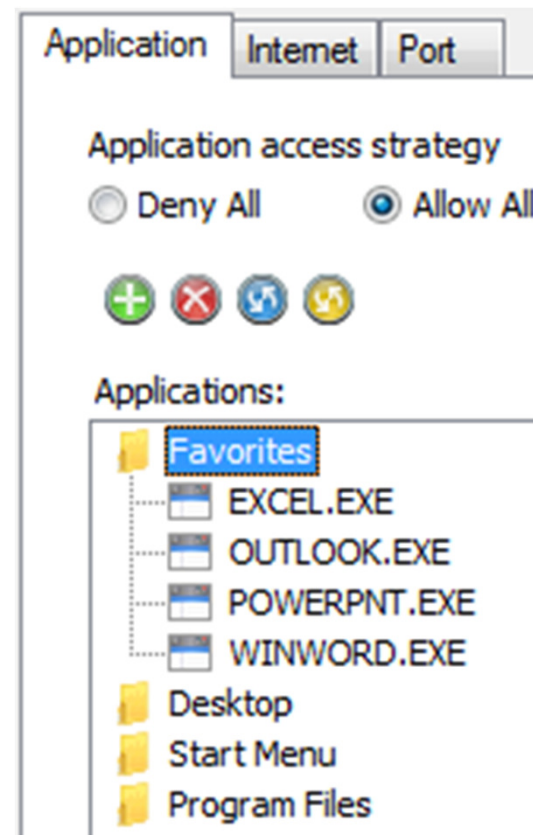 Application Internet Port
Application access strategy
Deny All Allow All
Applications:
Favorites
EXCEL.EXE
OUTLOOK.EXE
POWERPNT.EXE
WINWORD.EXE
Desktop
Start Menu
Program Files